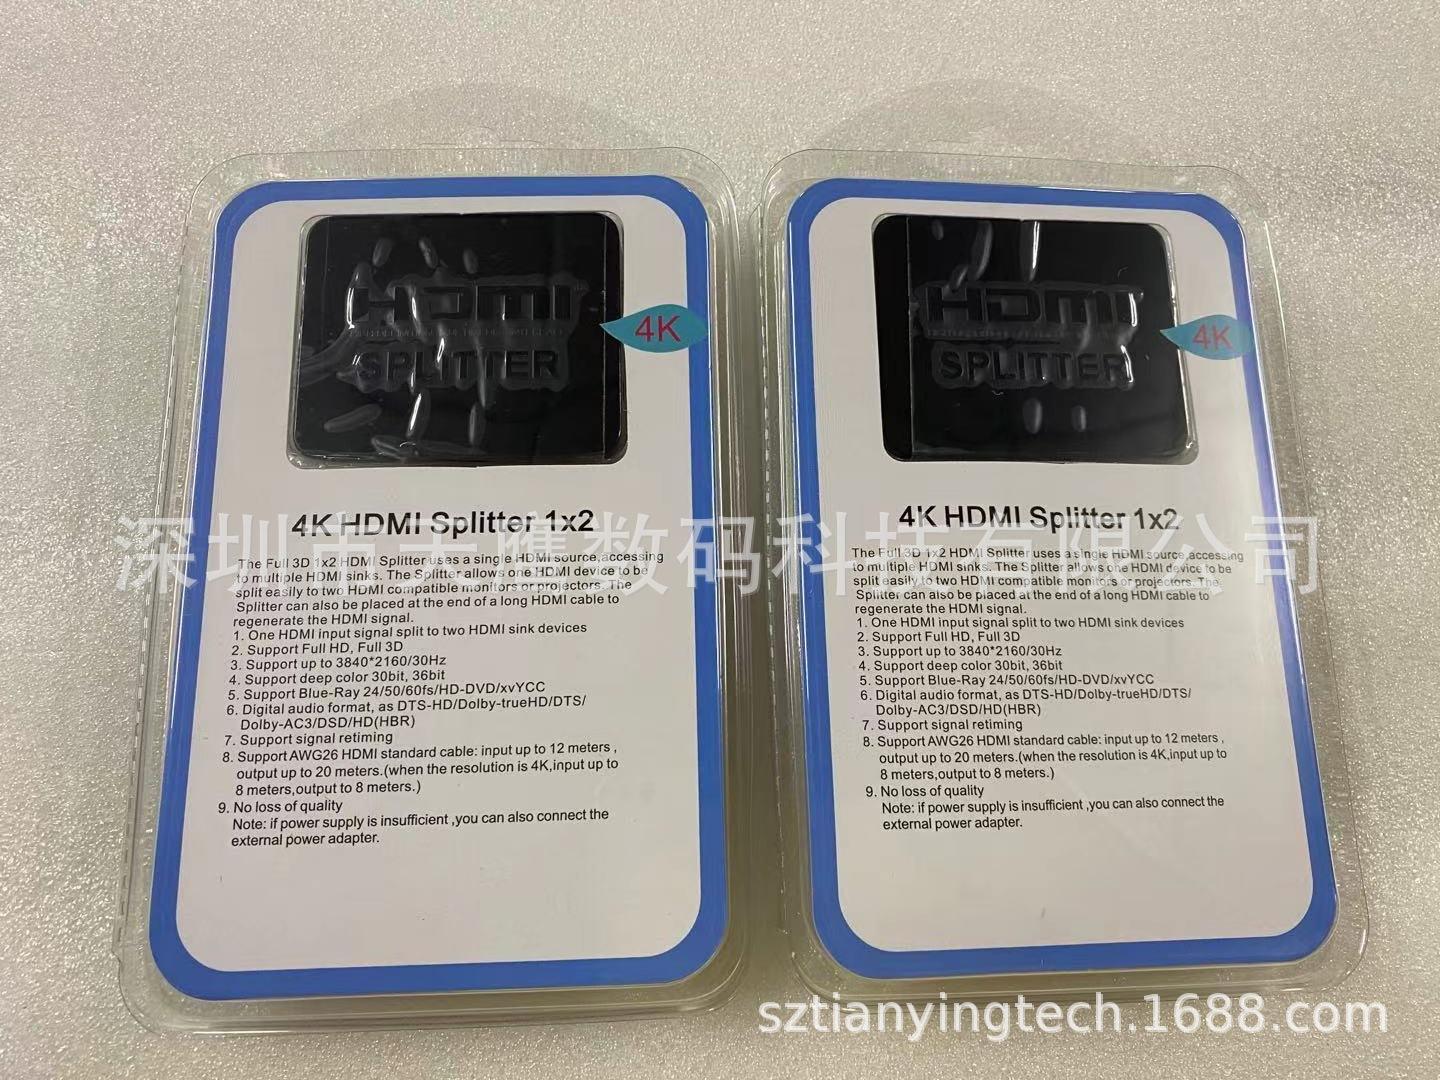 HDMI
SPLITTER
4K
4K HDMI Splitter 1x2
The Full 3D 1x2 HDMI Splitter uses a single HDMI source,accessing
to multiple HDMI sinks. The Splitter allows one HDMI device to be
split easily to two HDMI compatible monitors or projectors. The
Splitter can also be placed at the end of a long HDMI cable to
regenerate the HDMI signal.
1. One HDMI input signal split to two HDMI sink devices
2. Support Full HD, Full 3D
3. Support up to 3840*2160/30Hz
4. Support deep color 30bit, 36bit
5. Support Blue-Ray 24/50/60fs/HD-DVD/xvYCC
6. Digital audio format, as DTS-HD/Dolby-trueHD/DTS/
Dolby-AC3/DSD/HD(HBR)
7. Support signal retiming
8. Support AWG26 HDMI standard cable: input up to 12 meters ,
output up to 20 meters.(when the resolution is 4K,input up to
8 meters,output to 8 meters.)
9. No loss of quality
Note: if power supply is insufficient ,you can also connect the
external power adapter.
HDMI
SPLITTER
4K
4K HDMI Splitter 1x2
The Full 3D 1x2 HDMI Splitter uses a single HDMI source,accessing
to multiple HDMI sinks. The Splitter allows one HDMI device to be
split easily to two HDMI compatible monitors or projectors. The
Splitter can also be placed at the end of a long HDMI cable to
regenerate the HDMI signal.
1. One HDMI input signal split to two HDMI sink devices
2. Support Full HD, Full 3D
3. Support up to 3840*2160/30Hz
4. Support deep color 30bit, 36bit
5. Support Blue-Ray 24/50/60fs/HD-DVD/xvYCC
6. Digital audio format, as DTS-HD/Dolby-trueHD/DTS/
Dolby-AC3/DSD/HD(HBR)
7. Support signal retiming
8. Support AWG26 HDMI standard cable: input up to 12 meters ,
output up to 20 meters.(when the resolution is 4K,input up to
8 meters,output to 8 meters.)
9. No loss of quality
Note: if power supply is insufficient ,you can also connect the
external power adapter.
深圳市天鹰数码科技有限公司
sztianyingtech.1688.com